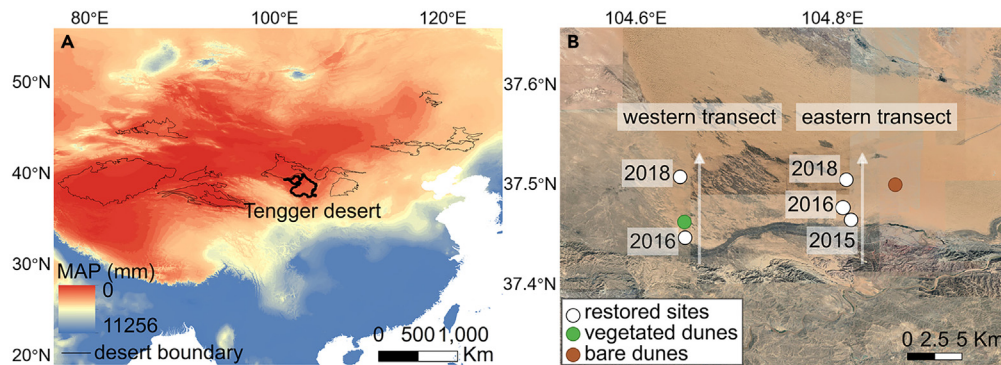 80°E 100°E 120°E
A
50°N
40°N
30°N
20°N
Tengger desert
MAP (mm)
0
11256
desert boundary
0 500 1,000
Km
104.6°E 104.8°E
B
37.6°N
37.5°N
37.4°N
western transect eastern transect
2018 2018
2016
2016 2015
restored sites
vegetated dunes
bare dunes
0 2.5 5 Km